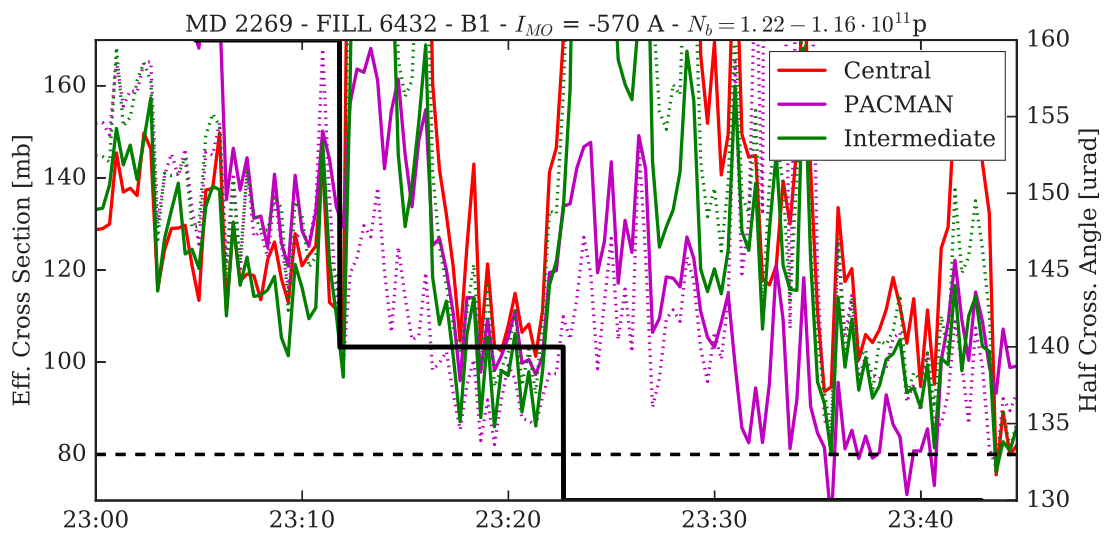 MD 2269 - FILL 6432 - B1 - I_{MO} = -570 A - N_b = 1.22 − 1.16 · 10^{11}p
Eff. Cross Section [mb]
160
140
120
100
80
Central
PACMAN
Intermediate
160
155
150
145
140
135
130
Half Cross. Angle [urad]
23:00
23:10
23:20
23:30
23:40